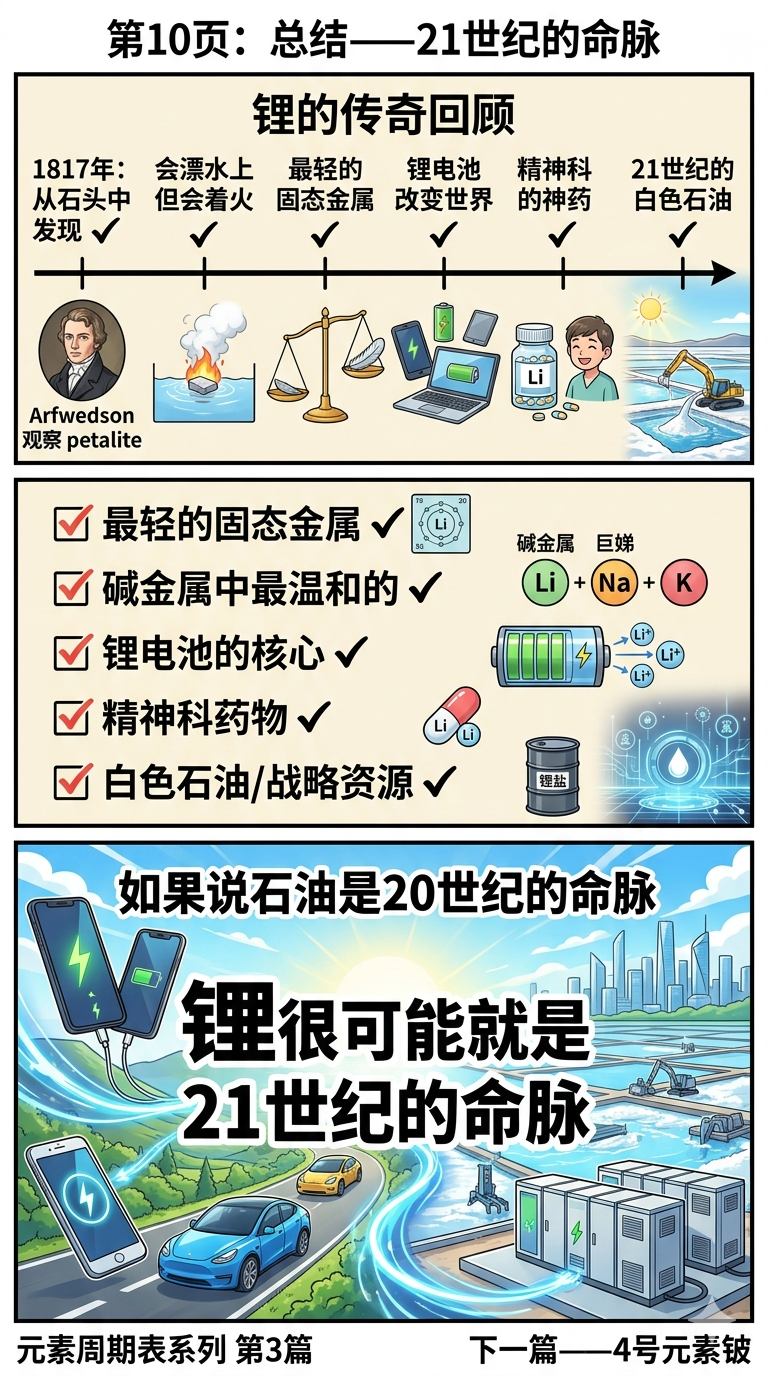 第10页：总结——21世纪的命脉
锂的传奇回顾
1817年：
从石头中
发现 ✓
会漂水上
但会着火
✓
最轻的
固态金属
✓
锂电池
改变世界
✓
精神科
的神药
✓
21世纪的
白色石油
✓
Arfwedson
观察 petalite
Li
最轻的固态金属 ✓
79 20
Li
SG
碱金属中最温和的 ✓
碱金属 巨娣
Li + Na + K
锂电池的核心 ✓
Li⁺
Li⁺
Li⁺
精神科药物 ✓
Li
Li
白色石油/战略资源 ✓
锂盐
如果说石油是20世纪的命脉
锂很可能就是
21世纪的命脉
元素周期表系列 第3篇
下一篇——4号元素铍